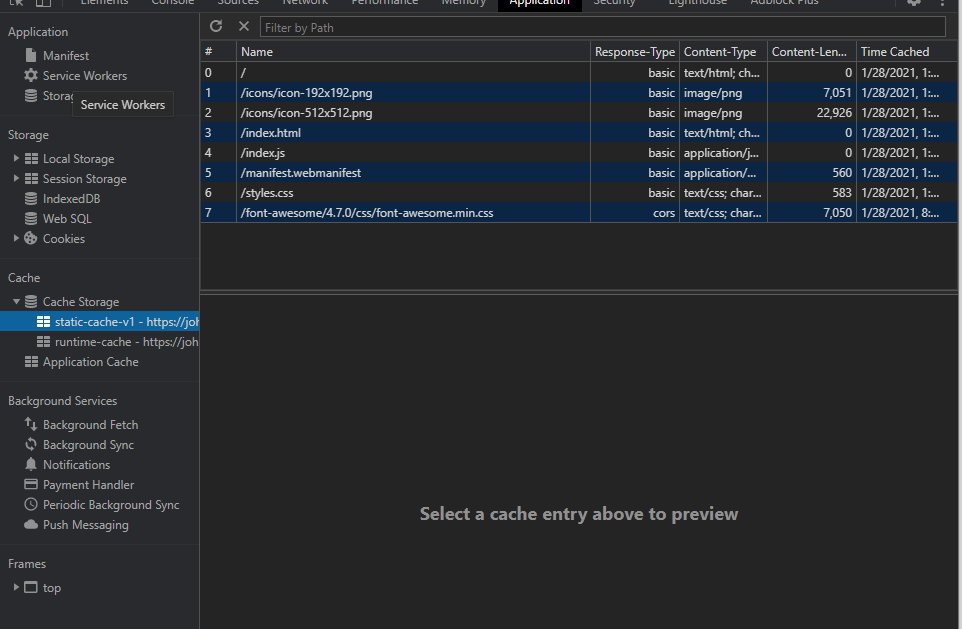 Elements Console Sources Network Performance Memory Application Security Lighthouse Adblock Plus
Application
Manifest
Service Workers
Storag
Service Workers
Storage
Local Storage
Session Storage
IndexedDB
Web SQL
Cookies
Cache
Cache Storage
static-cache-v1 - https://joh
runtime-cache - https://joh
Application Cache
Background Services
Background Fetch
Background Sync
Notifications
Payment Handler
Periodic Background Sync
Push Messaging
Frames
top
Filter by Path
# Name Response-Type Content-Type Content-Len... Time Cached
0 / basic text/html; ch... 0 1/28/2021, 1:...
1 /icons/icon-192x192.png basic image/png 7,051 1/28/2021, 1:...
2 /icons/icon-512x512.png basic image/png 22,926 1/28/2021, 1:...
3 /index.html basic text/html; ch... 0 1/28/2021, 1:...
4 /index.js basic application/j... 0 1/28/2021, 1:...
5 /manifest.webmanifest basic application/... 560 1/28/2021, 1:...
6 /styles.css basic text/css; char... 583 1/28/2021, 1:...
7 /font-awesome/4.7.0/css/font-awesome.min.css cors text/css; char... 7,050 1/28/2021, 8:...
Select a cache entry above to preview